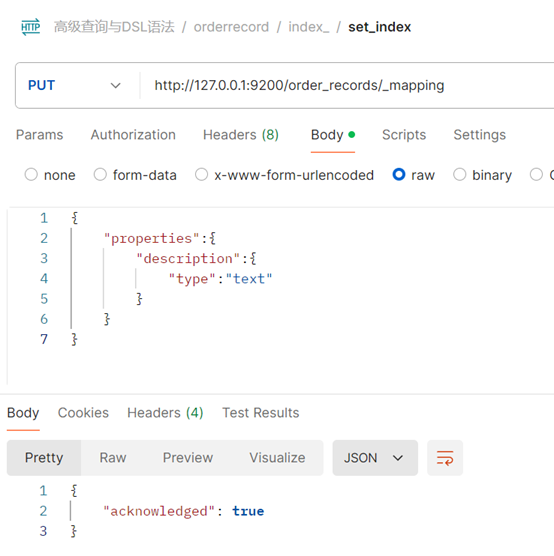 HTTP 高级查询与DSL语法 / orderrecord / index_ / set_index
PUT http://127.0.0.1:9200/order_records/_mapping
Params Authorization Headers (8) Body Scripts Settings
none form-data x-www-form-urlencoded raw binary
1 {
2 "properties":{
3 "description":{
4 "type":"text"
5 }
6 }
7 }
Body Cookies Headers (4) Test Results
Pretty Raw Preview Visualize JSON
1 {
2 "acknowledged": true
3 }